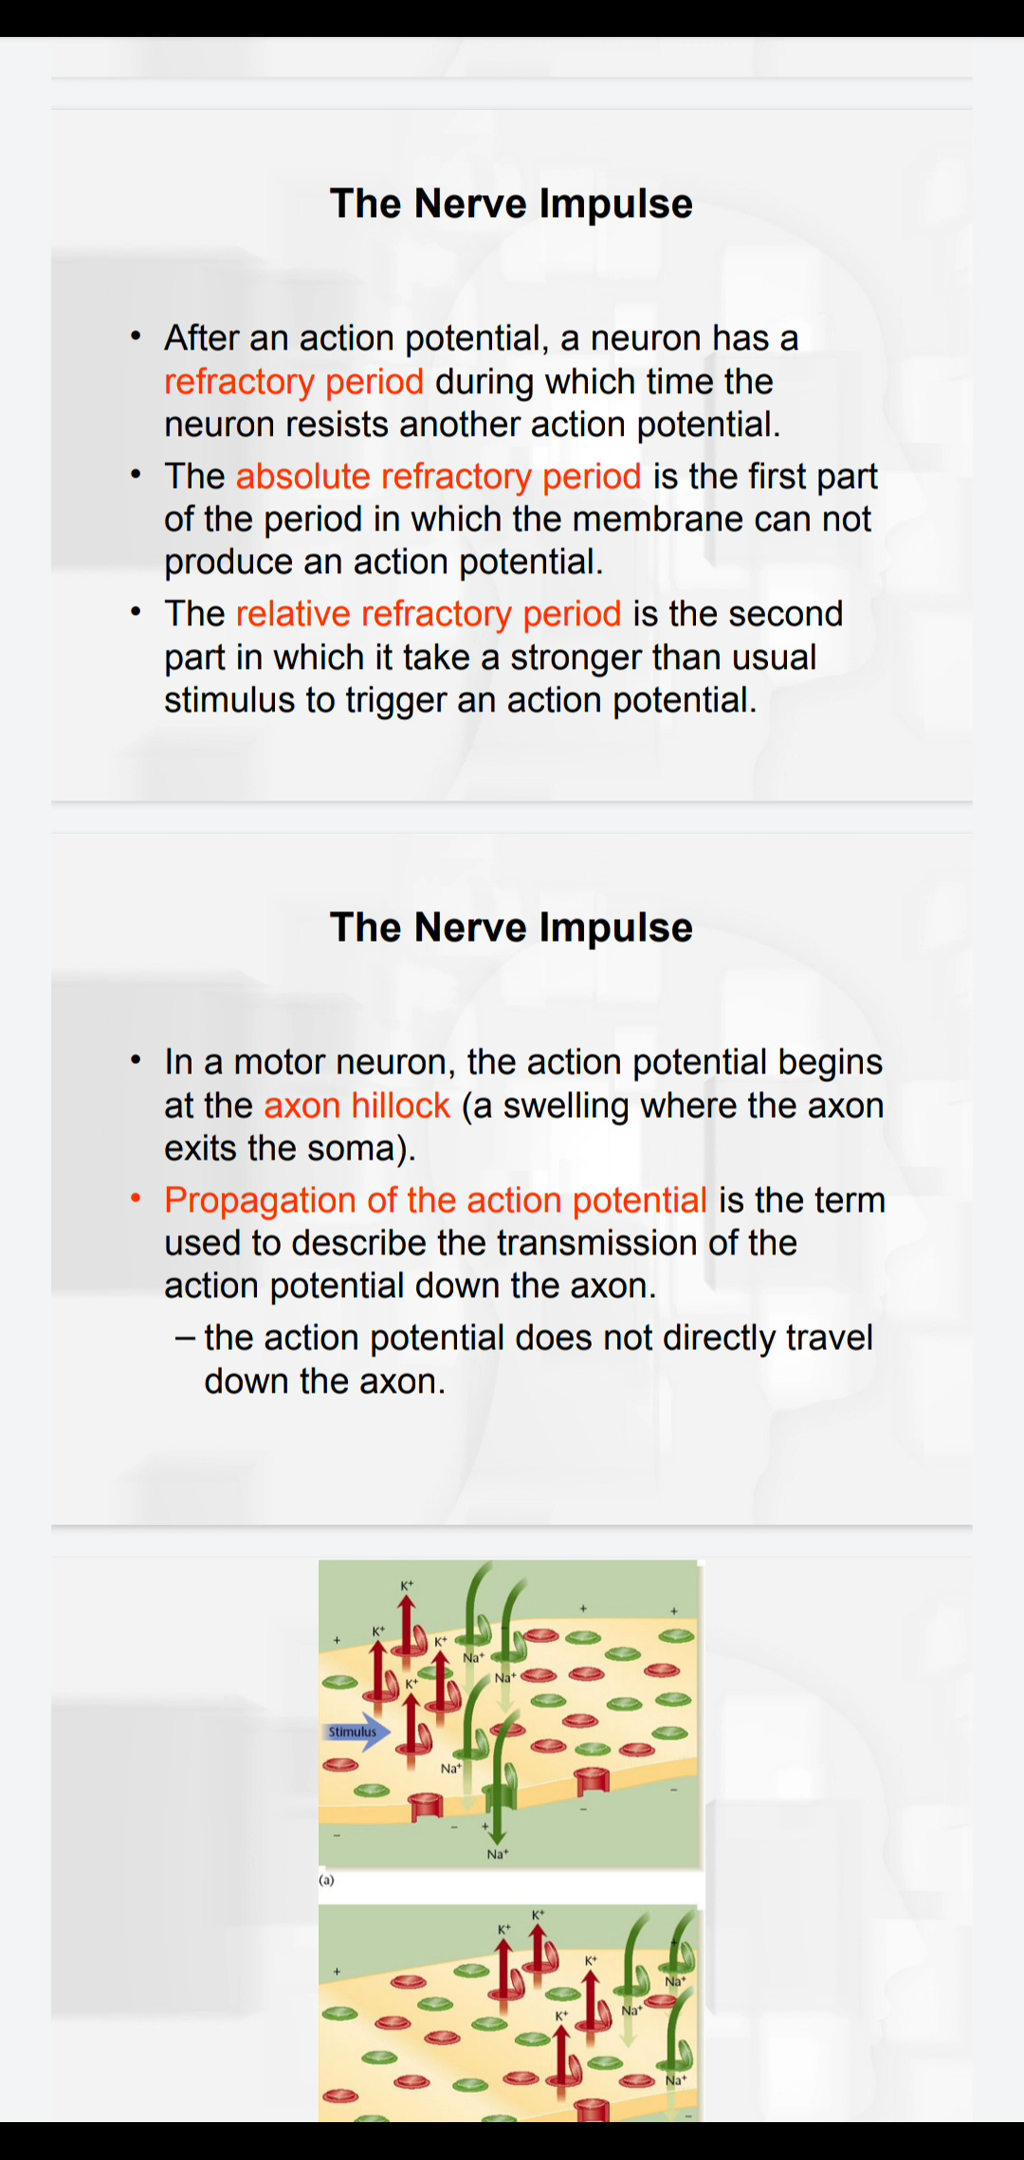 The Nerve Impulse
• After an action potential, a neuron has a
refractory period during which time the
neuron resists another action potential.
• The absolute refractory period is the first part
of the period in which the membrane can not
produce an action potential.
• The relative refractory period is the second
part in which it take a stronger than usual
stimulus to trigger an action potential.
The Nerve Impulse
• In a motor neuron, the action potential begins
at the axon hillock (a swelling where the axon
exits the soma).
• Propagation of the action potential is the term
used to describe the transmission of the
action potential down the axon.
– the action potential does not directly travel
down the axon.
K+
+ +
K+
+
K+
Na+
Na+
K+
Stimulus
Na+
−
− +
−
−
Na+
(a)
K+
K+
+
K+
+
Na+
Na+
K+
Na+
−